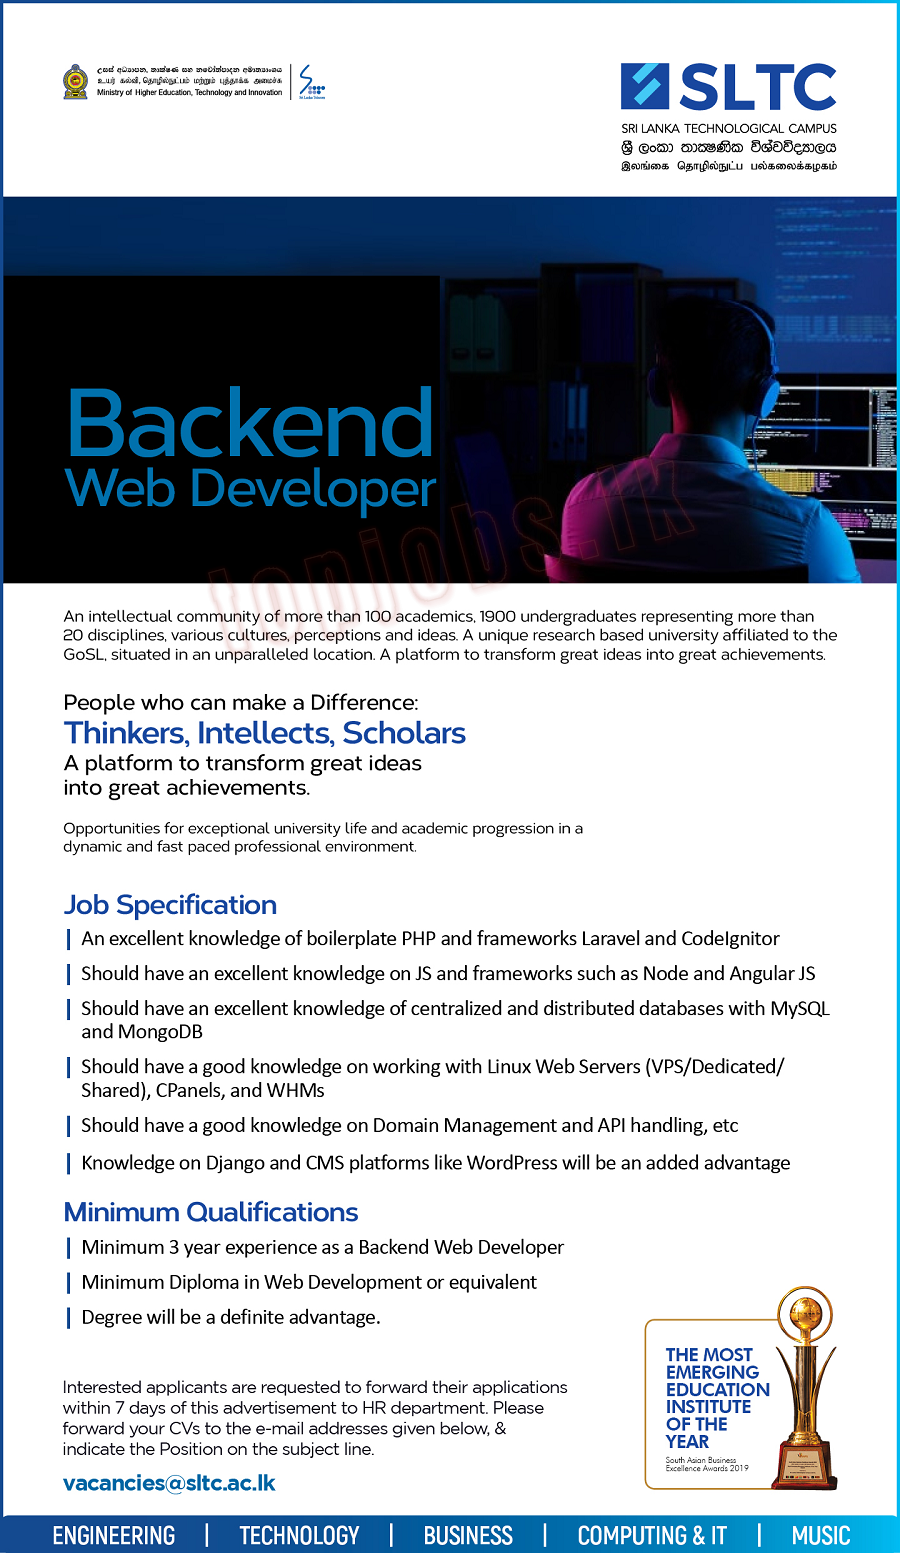 උසස් අධ්‍යාපන, තාක්ෂණ සහ නවෝත්පාදන අමාත්‍යාංශය
உயர் கல்வி, தொழில்நுட்பம் மற்றும் புத்தாக்க அமைச்சு
Ministry of Higher Education, Technology and Innovation
Sri Lanka Telecom
SLTC
SRI LANKA TECHNOLOGICAL CAMPUS
ශ්‍රී ලංකා තාක්ෂණික විශ්වවිද්‍යාලය
இலங்கை தொழில்நுட்ப பல்கலைக்கழகம்
Backend
Web Developer
topjobs.lk
An intellectual community of more than 100 academics, 1900 undergraduates representing more than
20 disciplines, various cultures, perceptions and ideas. A unique research based university affiliated to the
GoSL, situated in an unparalleled location. A platform to transform great ideas into great achievements.
People who can make a Difference:
Thinkers, Intellects, Scholars
A platform to transform great ideas
into great achievements.
Opportunities for exceptional university life and academic progression in a
dynamic and fast paced professional environment.
Job Specification
An excellent knowledge of boilerplate PHP and frameworks Laravel and CodeIgnitor
Should have an excellent knowledge on JS and frameworks such as Node and Angular JS
Should have an excellent knowledge of centralized and distributed databases with MySQL
and MongoDB
Should have a good knowledge on working with Linux Web Servers (VPS/Dedicated/
Shared), CPanels, and WHMs
Should have a good knowledge on Domain Management and API handling, etc
Knowledge on Django and CMS platforms like WordPress will be an added advantage
Minimum Qualifications
Minimum 3 year experience as a Backend Web Developer
Minimum Diploma in Web Development or equivalent
Degree will be a definite advantage.
Interested applicants are requested to forward their applications
within 7 days of this advertisement to HR department. Please
forward your CVs to the e-mail addresses given below, &
indicate the Position on the subject line.
vacancies@sltc.ac.lk
THE MOST
EMERGING
EDUCATION
INSTITUTE
OF THE
YEAR
South Asian Business
Excellence Awards 2019
ENGINEERING | TECHNOLOGY | BUSINESS | COMPUTING & IT | MUSIC